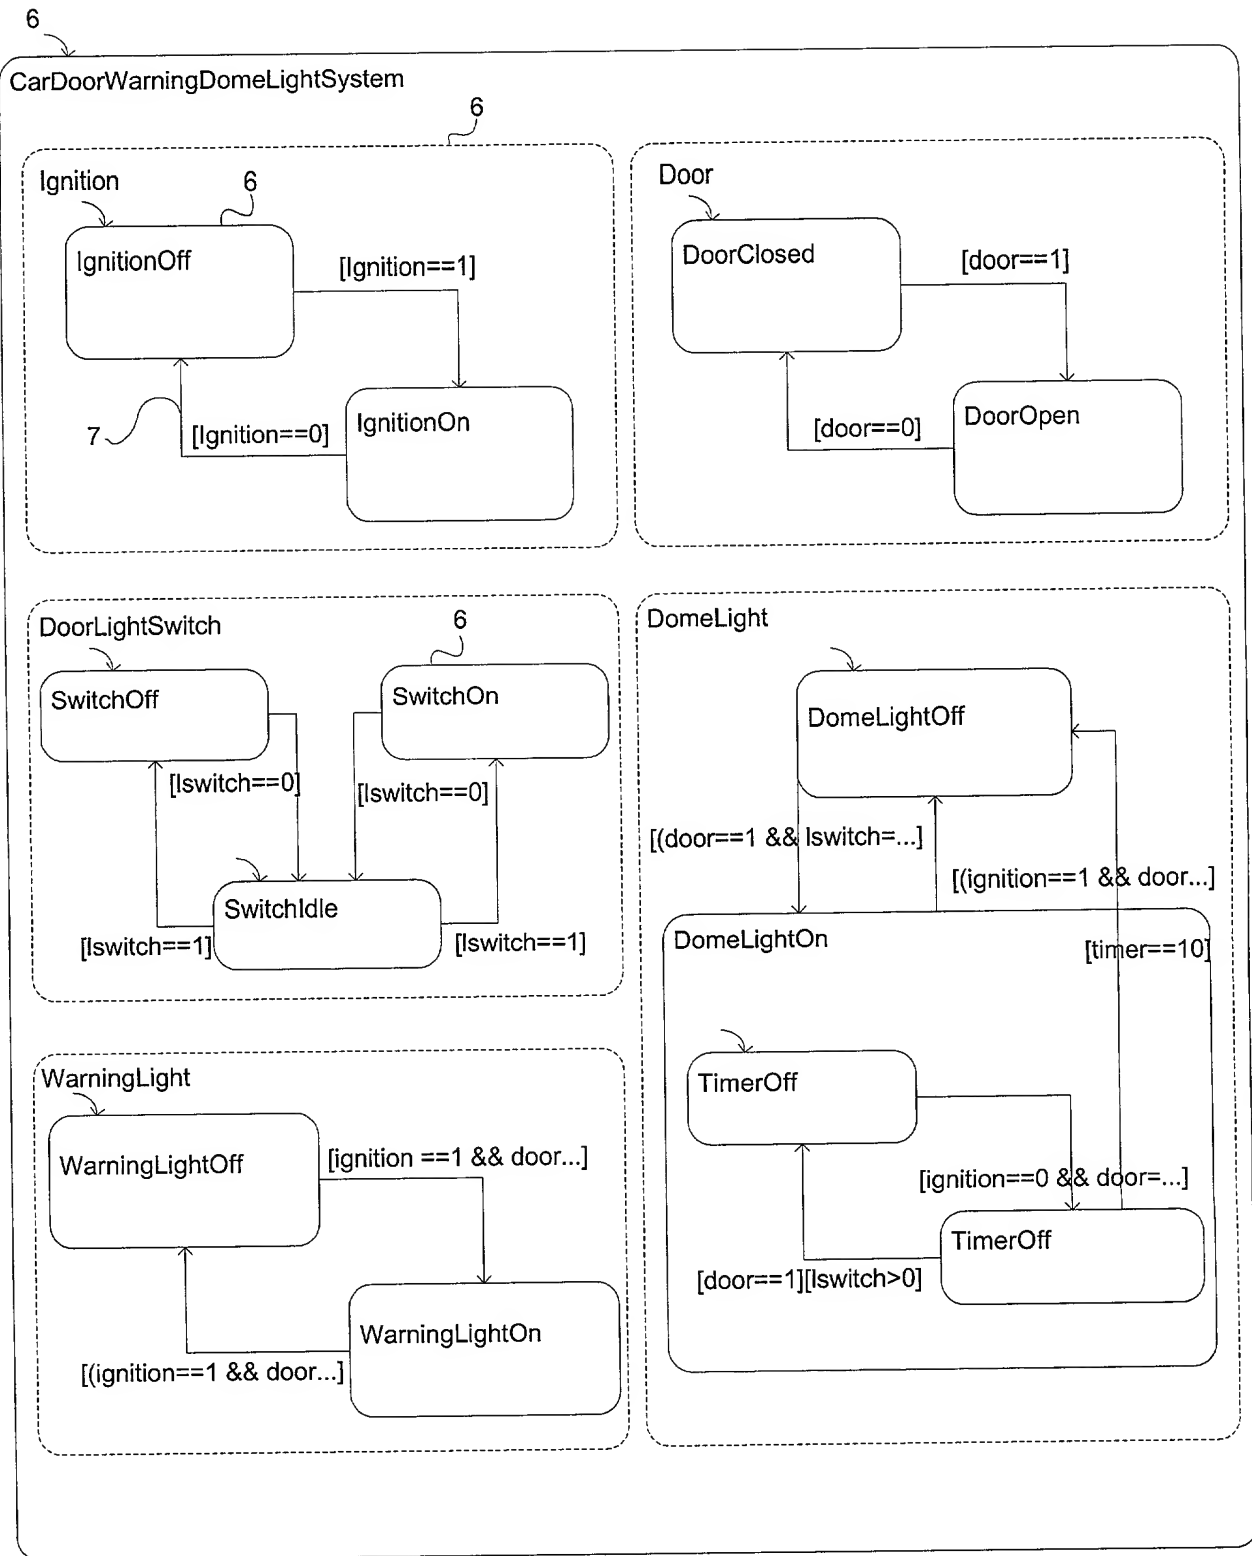 6
CarDoorWarningDomeLightSystem
6
Ignition
6
IgnitionOff
[Ignition==1]
7
[Ignition==0]
IgnitionOn
Door
DoorClosed
[door==1]
[door==0]
DoorOpen
DoorLightSwitch
6
SwitchOff
SwitchOn
[lswitch==0]
[lswitch==0]
SwitchIdle
[lswitch==1]
[lswitch==1]
DomeLight
DomeLightOff
[(door==1 && lswitch=...]
[(ignition==1 && door...]
DomeLightOn
[timer==10]
TimerOff
[ignition==0 && door=...]
TimerOff
[door==1][lswitch>0]
WarningLight
WarningLightOff
[ignition ==1 && door...]
WarningLightOn
[(ignition==1 && door...]